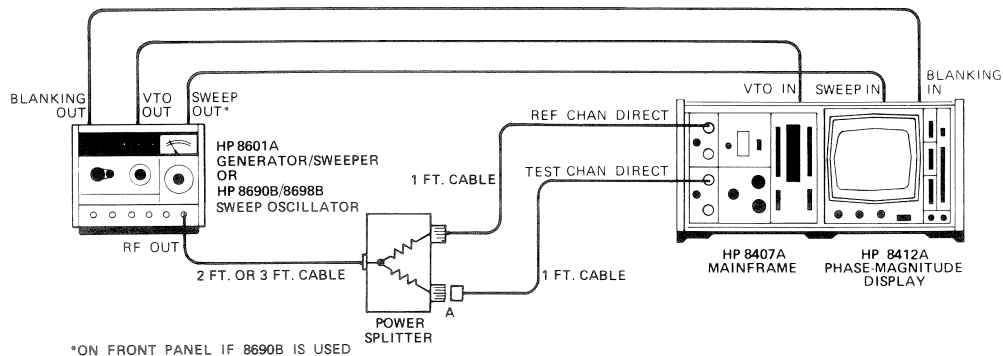 BLANKING OUT
VTO OUT
SWEEP OUT*
VTO IN
SWEEP IN
BLANKING IN
HP 8601A
GENERATOR/SWEEPER
OR
HP 8690B/8698B
SWEEP OSCILLATOR
REF CHAN DIRECT
TEST CHAN DIRECT
1 FT. CABLE
RF OUT
2 FT. OR 3 FT. CABLE
1 FT. CABLE
A
POWER
SPLITTER
HP 8407A
MAINFRAME
HP 8412A
PHASE-MAGNITUDE
DISPLAY
*ON FRONT PANEL IF 8690B IS USED